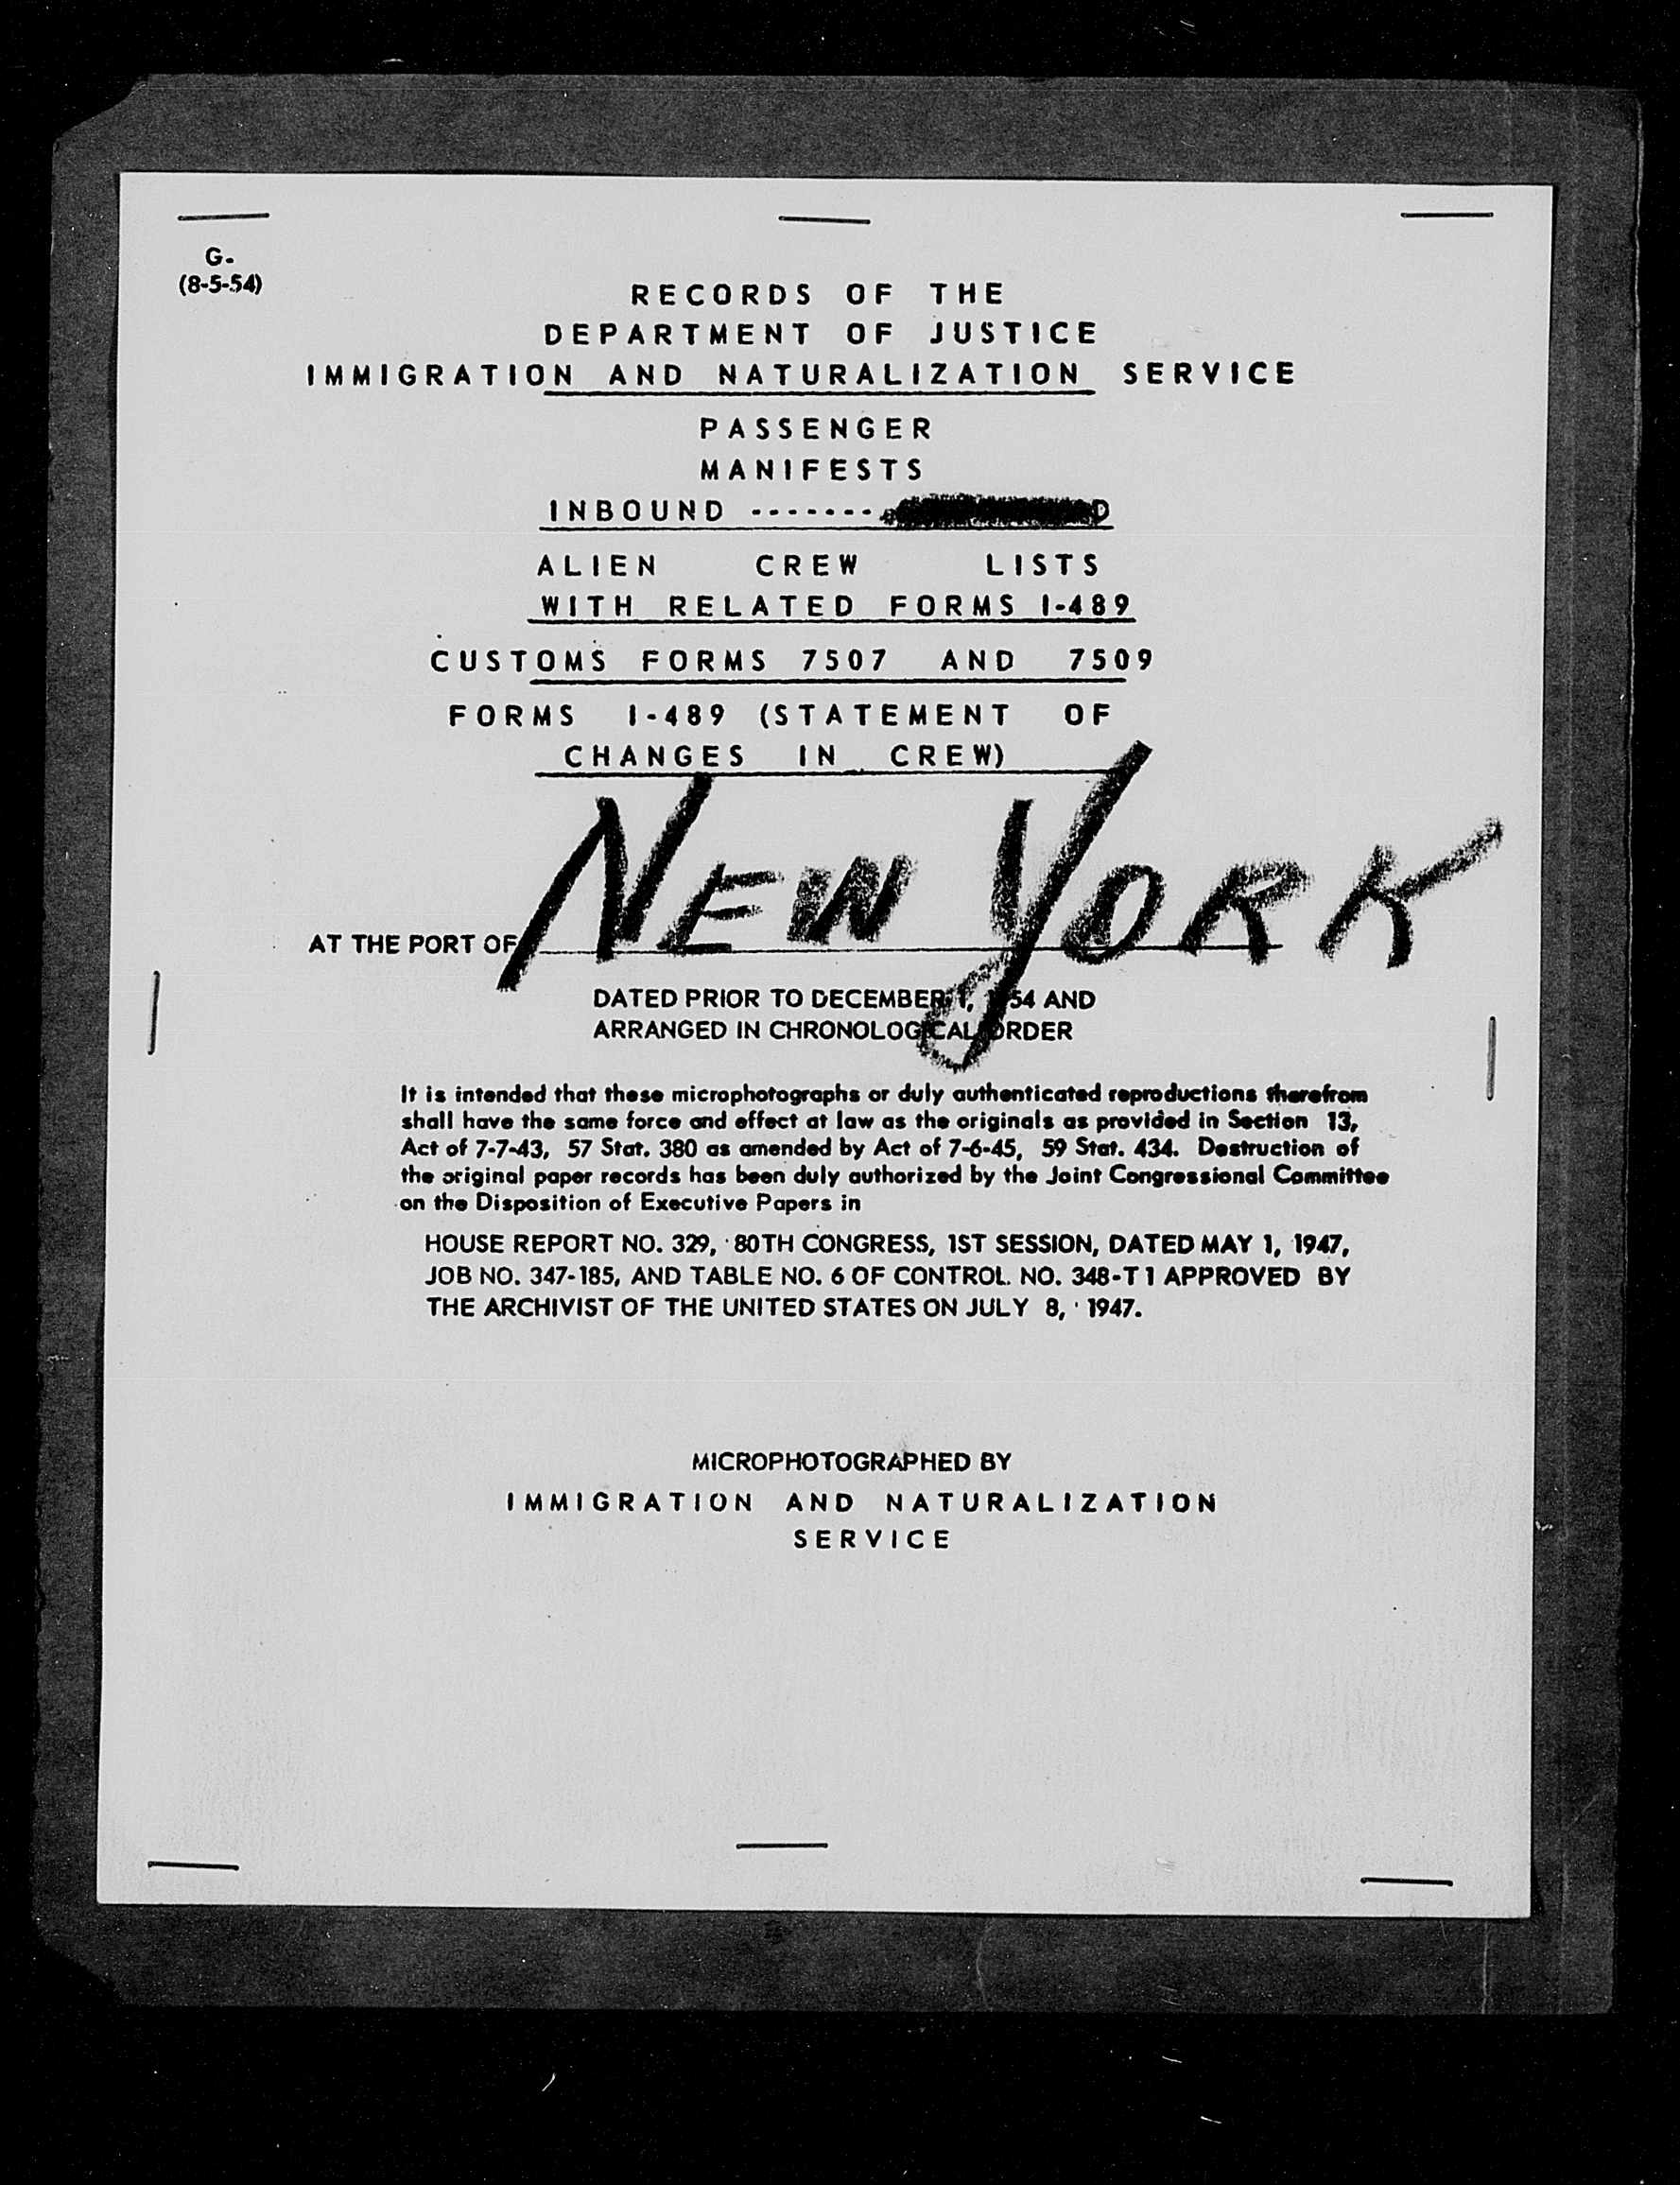 G.
(8-5-54)
RECORDS OF THE
DEPARTMENT OF JUSTICE
IMMIGRATION AND NATURALIZATION SERVICE
PASSENGER
MANIFESTS
INBOUND -------
ALIEN CREW LISTS
WITH RELATED FORMS I-489
CUSTOMS FORMS 7507 AND 7509
FORMS I-489 (STATEMENT OF
CHANGES IN CREW)
AT THE PORT OF NEW YORK
DATED PRIOR TO DECEMBER 1, 1954 AND
ARRANGED IN CHRONOLOGICAL ORDER
It is intended that these microphotographs or duly authenticated reproductions therefrom
shall have the same force and effect at law as the originals as provided in Section 13,
Act of 7-7-43, 57 Stat. 380 as amended by Act of 7-6-45, 59 Stat. 434. Destruction of
the original paper records has been duly authorized by the Joint Congressional Committee
on the Disposition of Executive Papers in
HOUSE REPORT NO. 329, 80TH CONGRESS, 1ST SESSION, DATED MAY 1, 1947,
JOB NO. 347-185, AND TABLE NO. 6 OF CONTROL NO. 348-T1 APPROVED BY
THE ARCHIVIST OF THE UNITED STATES ON JULY 8, 1947.
MICROPHOTOGRAPHED BY
IMMIGRATION AND NATURALIZATION
SERVICE